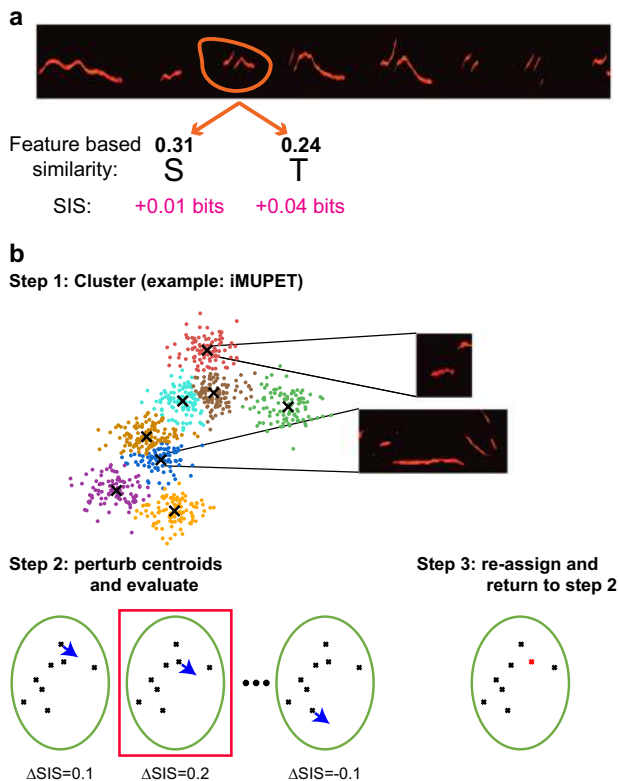 a
Feature based 0.31 0.24
similarity: S T
SIS: +0.01 bits +0.04 bits
b
Step 1: Cluster (example: iMUPET)
Step 2: perturb centroids
and evaluate
Step 3: re-assign and
return to step 2
ΔSIS=0.1 ΔSIS=0.2 ΔSIS=-0.1